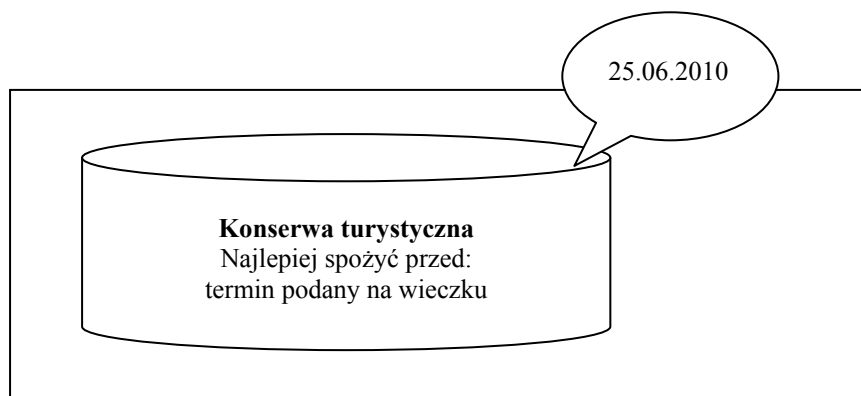 25.06.2010
Konserwa turystyczna
Najlepiej spożyć przed:
termin podany na wieczku